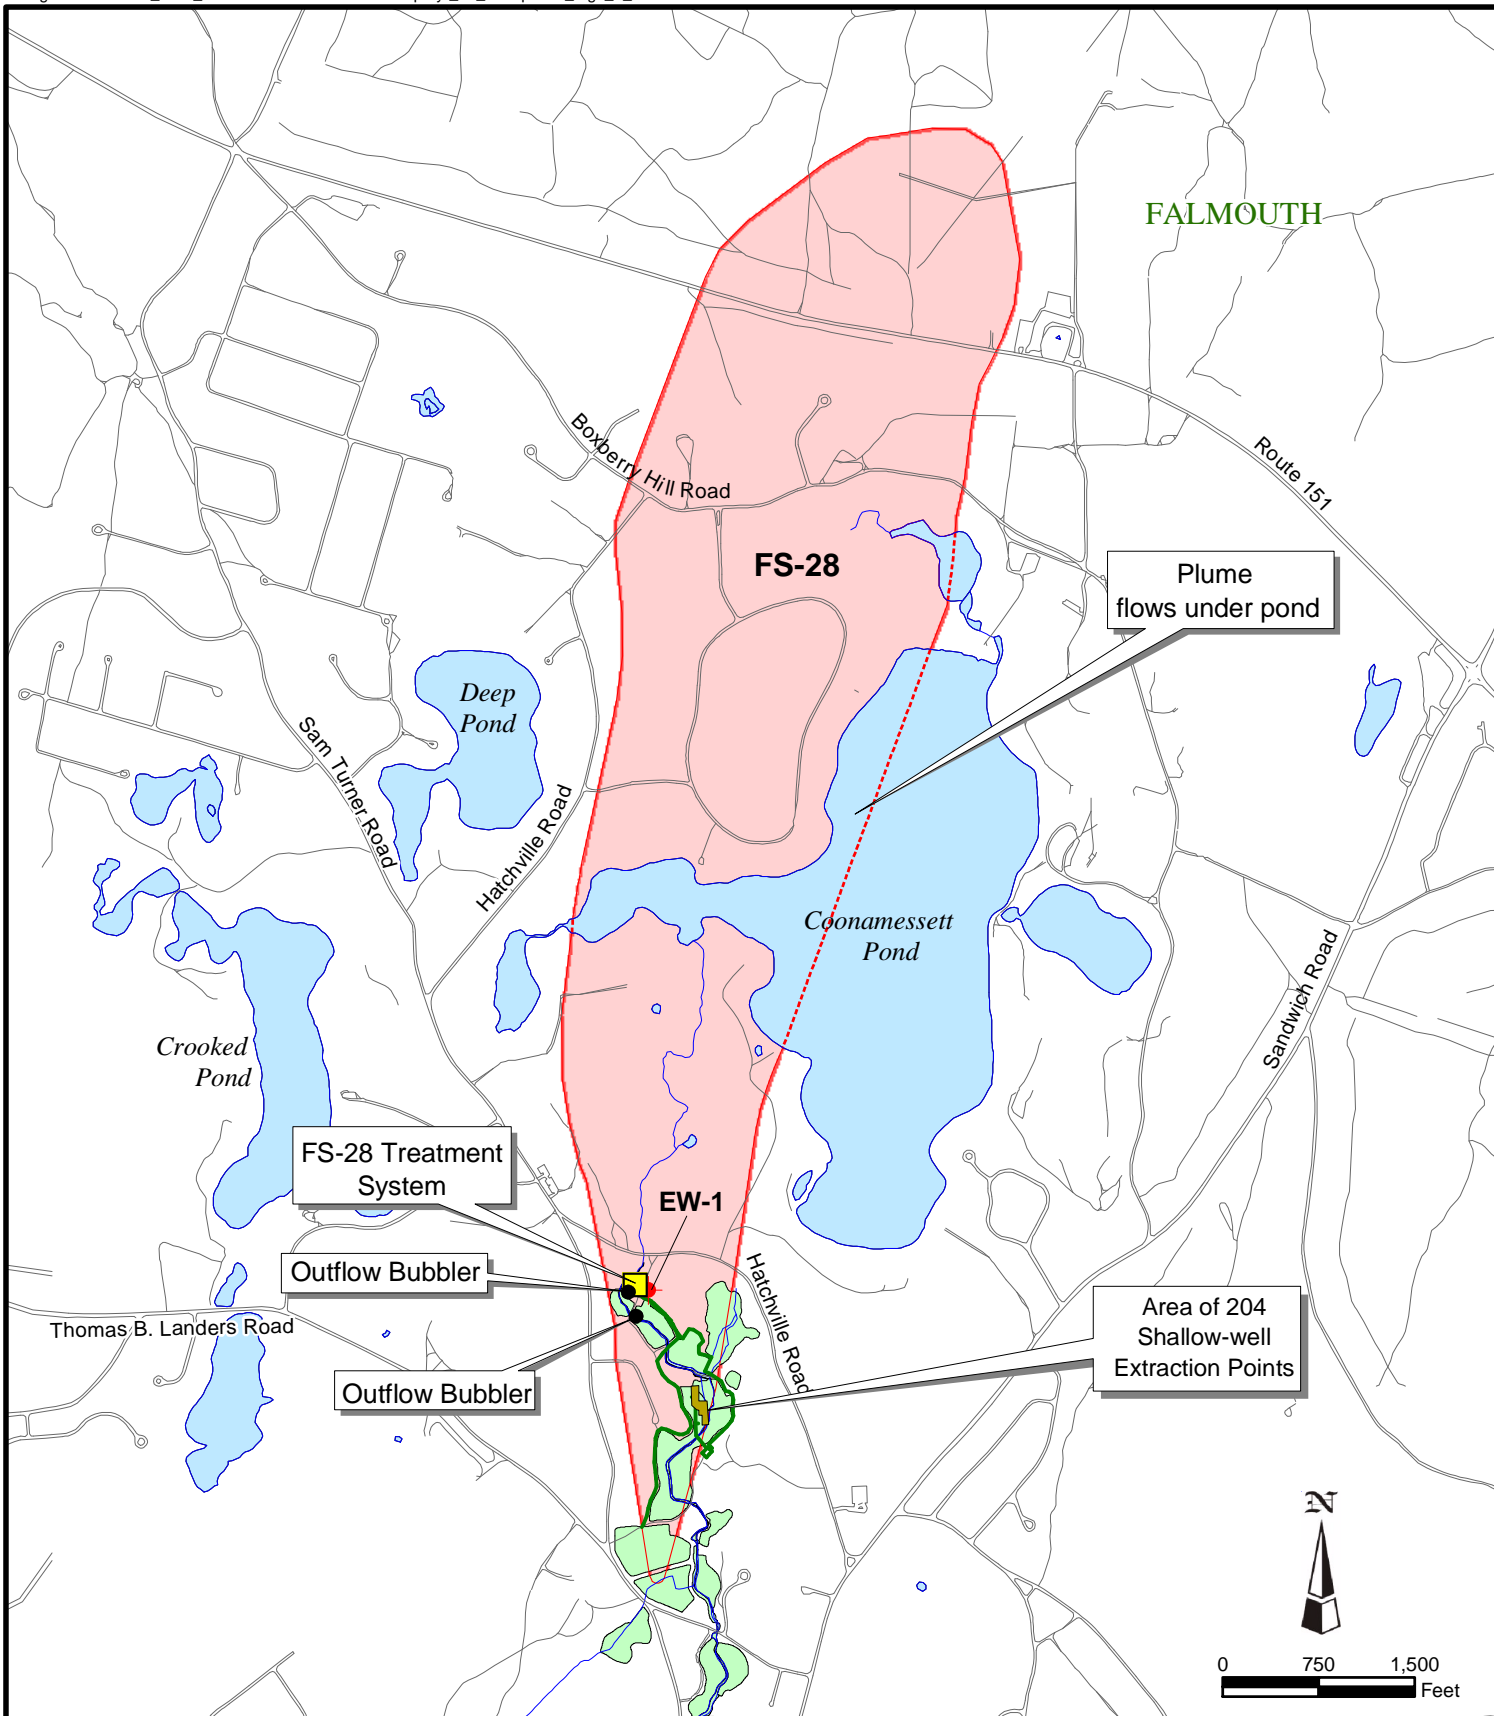 FALMOUTH
Route 151
Boxberry Hill Road
FS-28
Plume
flows under pond
Deep
Pond
Sam Turner Road
Hatchville Road
Coonamessett
Pond
Sandwich Road
Crooked
Pond
FS-28 Treatment
System
EW-1
Outflow Bubbler
Hatchville Road
Thomas B. Landers Road
Area of 204
Shallow-well
Extraction Points
Outflow Bubbler
N
0 750 1,500
Feet